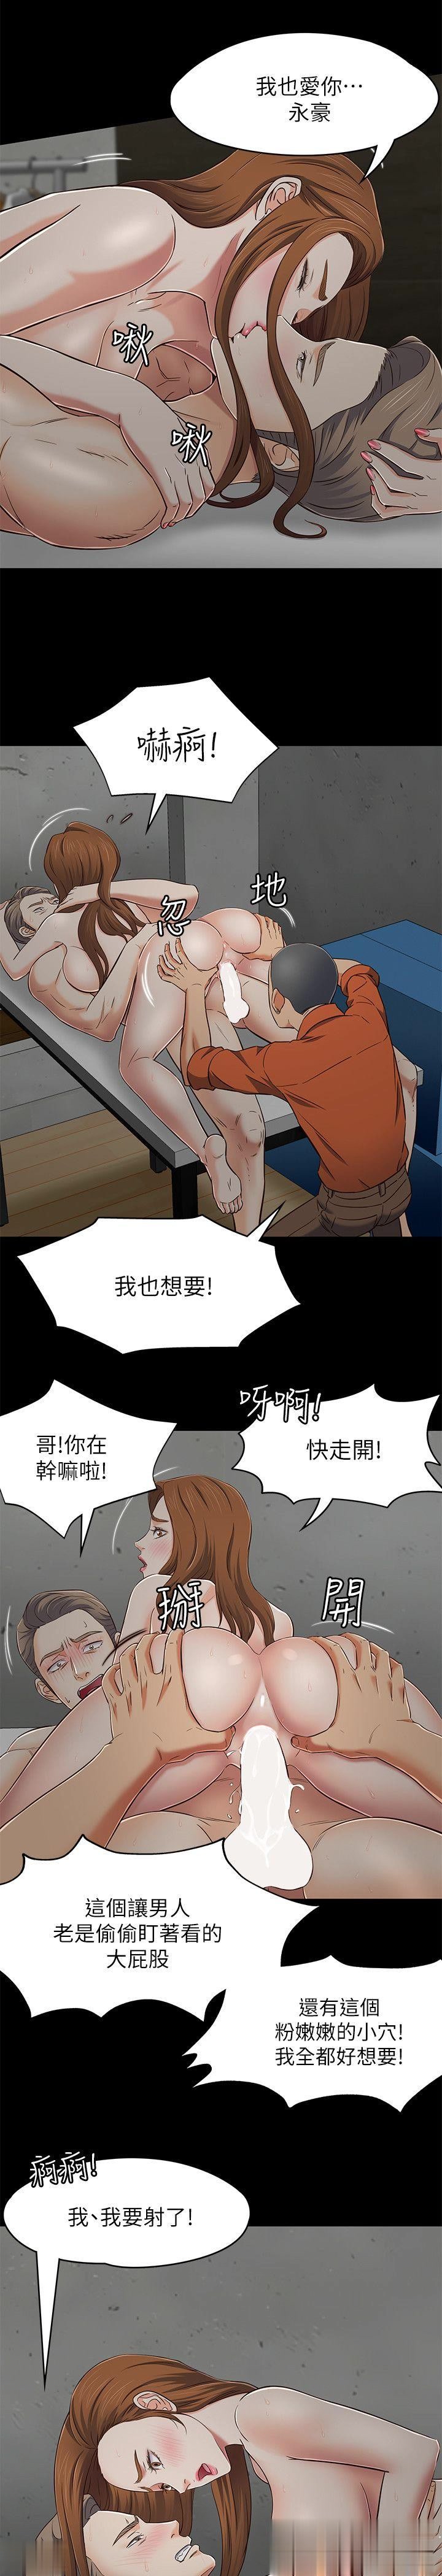 我也愛你⋯
永豪
啾
啾
嚇痾!
忽
地
我也想要!
呀啊!
哥!你在
幹嘛啦!
快走開!
掰
開
這個讓男人
老是偷偷盯著看的
大屁股
還有這個
粉嫩嫩的小穴!
我全都好想要!
痾啊!
我、我要射了!